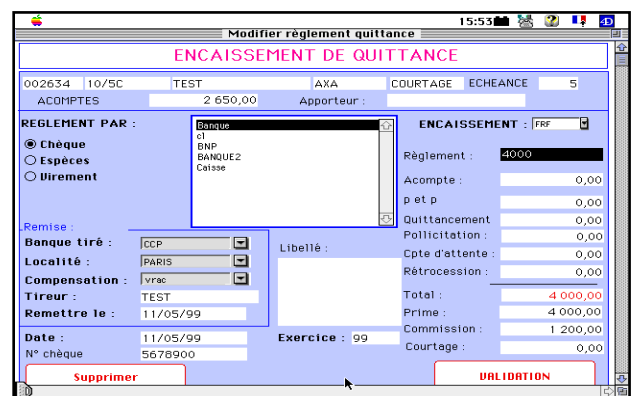 15:53
Modifier règlement quittance
ENCAISSEMENT DE QUITTANCE
002634 10/5C TEST AXA COURTAGE ECHEANCE 5
ACOMPTES 2 650,00 Apporteur :
REGLEMENT PAR :
Chèque
Espèces
Virement
Banque
c1
BNP
BANQUE2
Caisse
ENCAISSEMENT : FRF
Règlement : 4000
Acompte : 0,00
p et p 0,00
Quittancement 0,00
Pollicitation : 0,00
Cpte d'attente : 0,00
Rétrocession : 0,00
Remise :
Banque tiré : CCP
Localité : PARIS
Compensation : vrac
Tireur : TEST
Remettre le : 11/05/99
Libellé :
Total : 4 000,00
Prime : 4 000,00
Commission : 1 200,00
Courtage : 0,00
Date : 11/05/99
Exercice : 99
N° chèque 5678900
Supprimer
VALIDATION